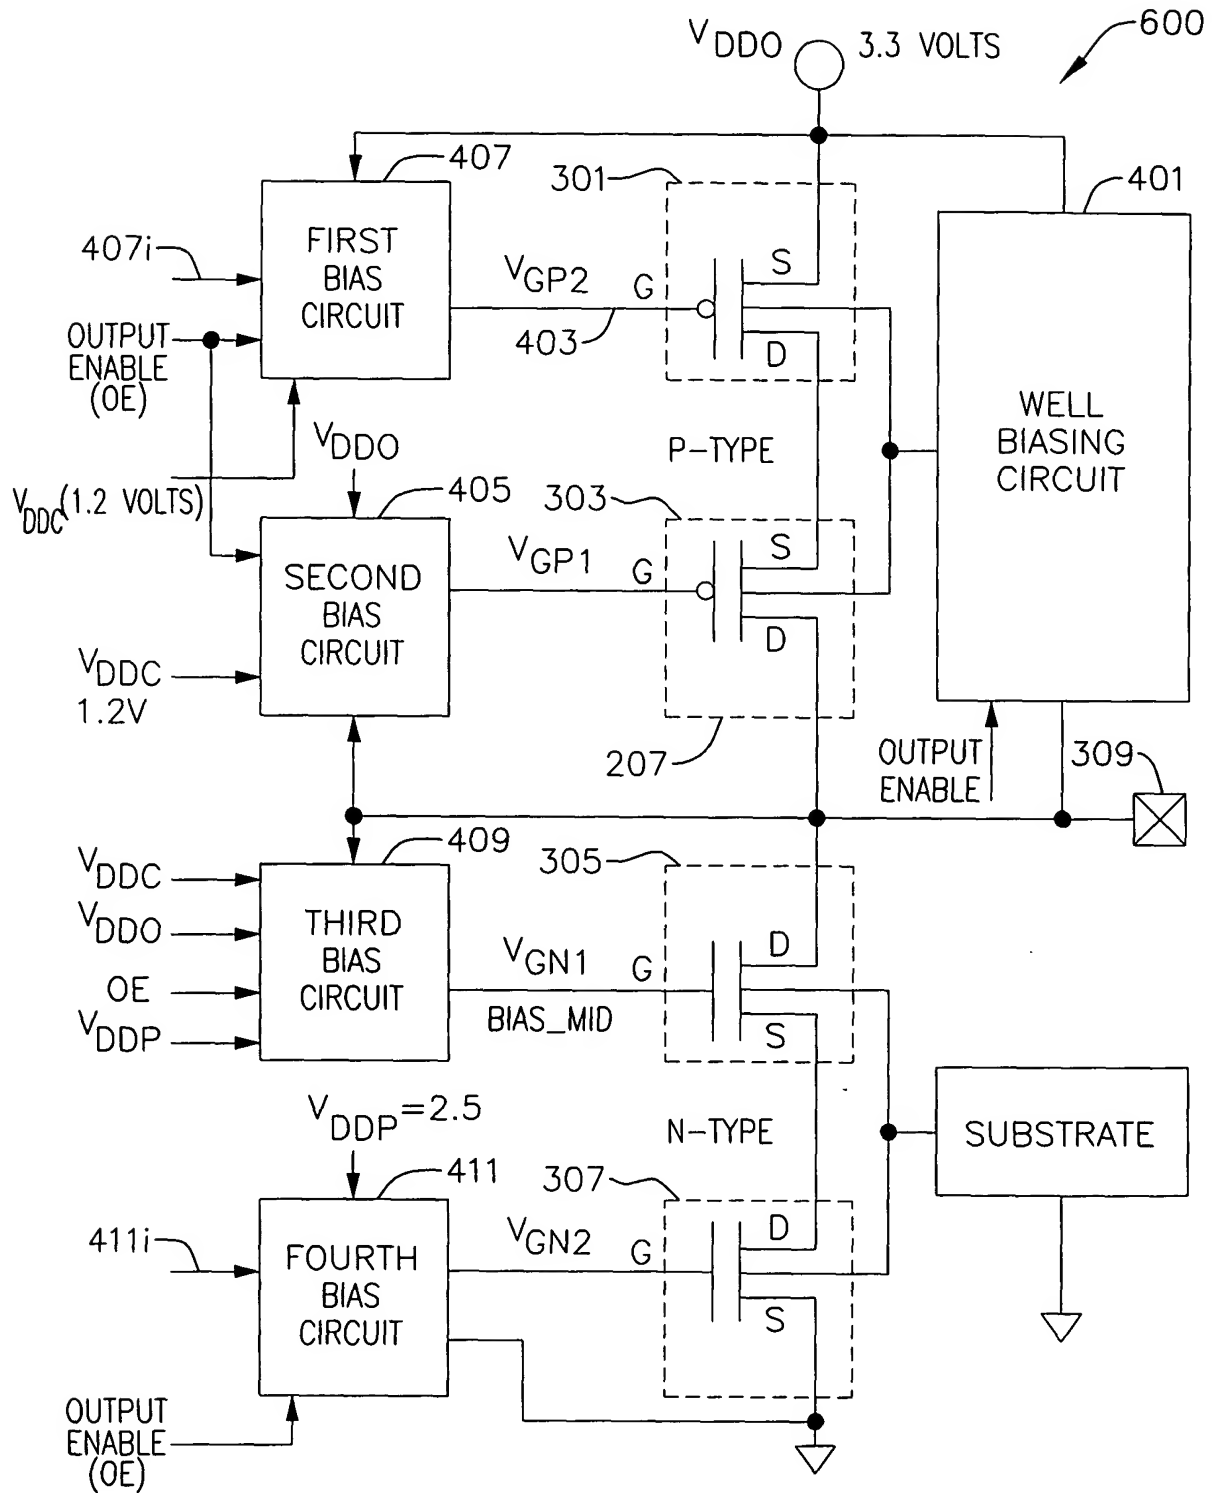 600
VDDO 3.3 VOLTS
407
301
401
407i
FIRST
BIAS
CIRCUIT
VGP2
G
S
D
403
OUTPUT
ENABLE
(OE)
VDDO
P-TYPE
WELL
BIASING
CIRCUIT
VDDC (1.2 VOLTS)
405
303
SECOND
BIAS
CIRCUIT
VGP1
G
S
D
VDDC
1.2V
207
OUTPUT
ENABLE
309
409
305
VDDC
VDDO
OE
VDDP
THIRD
BIAS
CIRCUIT
VGN1
BIAS_MID
G
D
S
VDDP=2.5
N-TYPE
SUBSTRATE
411
307
411i
FOURTH
BIAS
CIRCUIT
VGN2
G
D
S
OUTPUT
ENABLE
(OE)